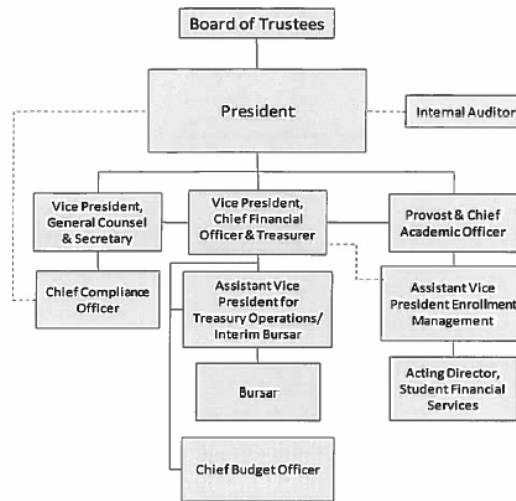 Board of Trustees
President
Internal Auditor
Vice President,
General Counsel
& Secretary
Vice President,
Chief Financial
Officer & Treasurer
Provost & Chief
Academic Officer
Chief Compliance
Officer
Assistant Vice
President for
Treasury Operations/
Interim Bursar
Assistant Vice
President Enrollment
Management
Bursar
Acting Director,
Student Financial
Services
Chief Budget Officer